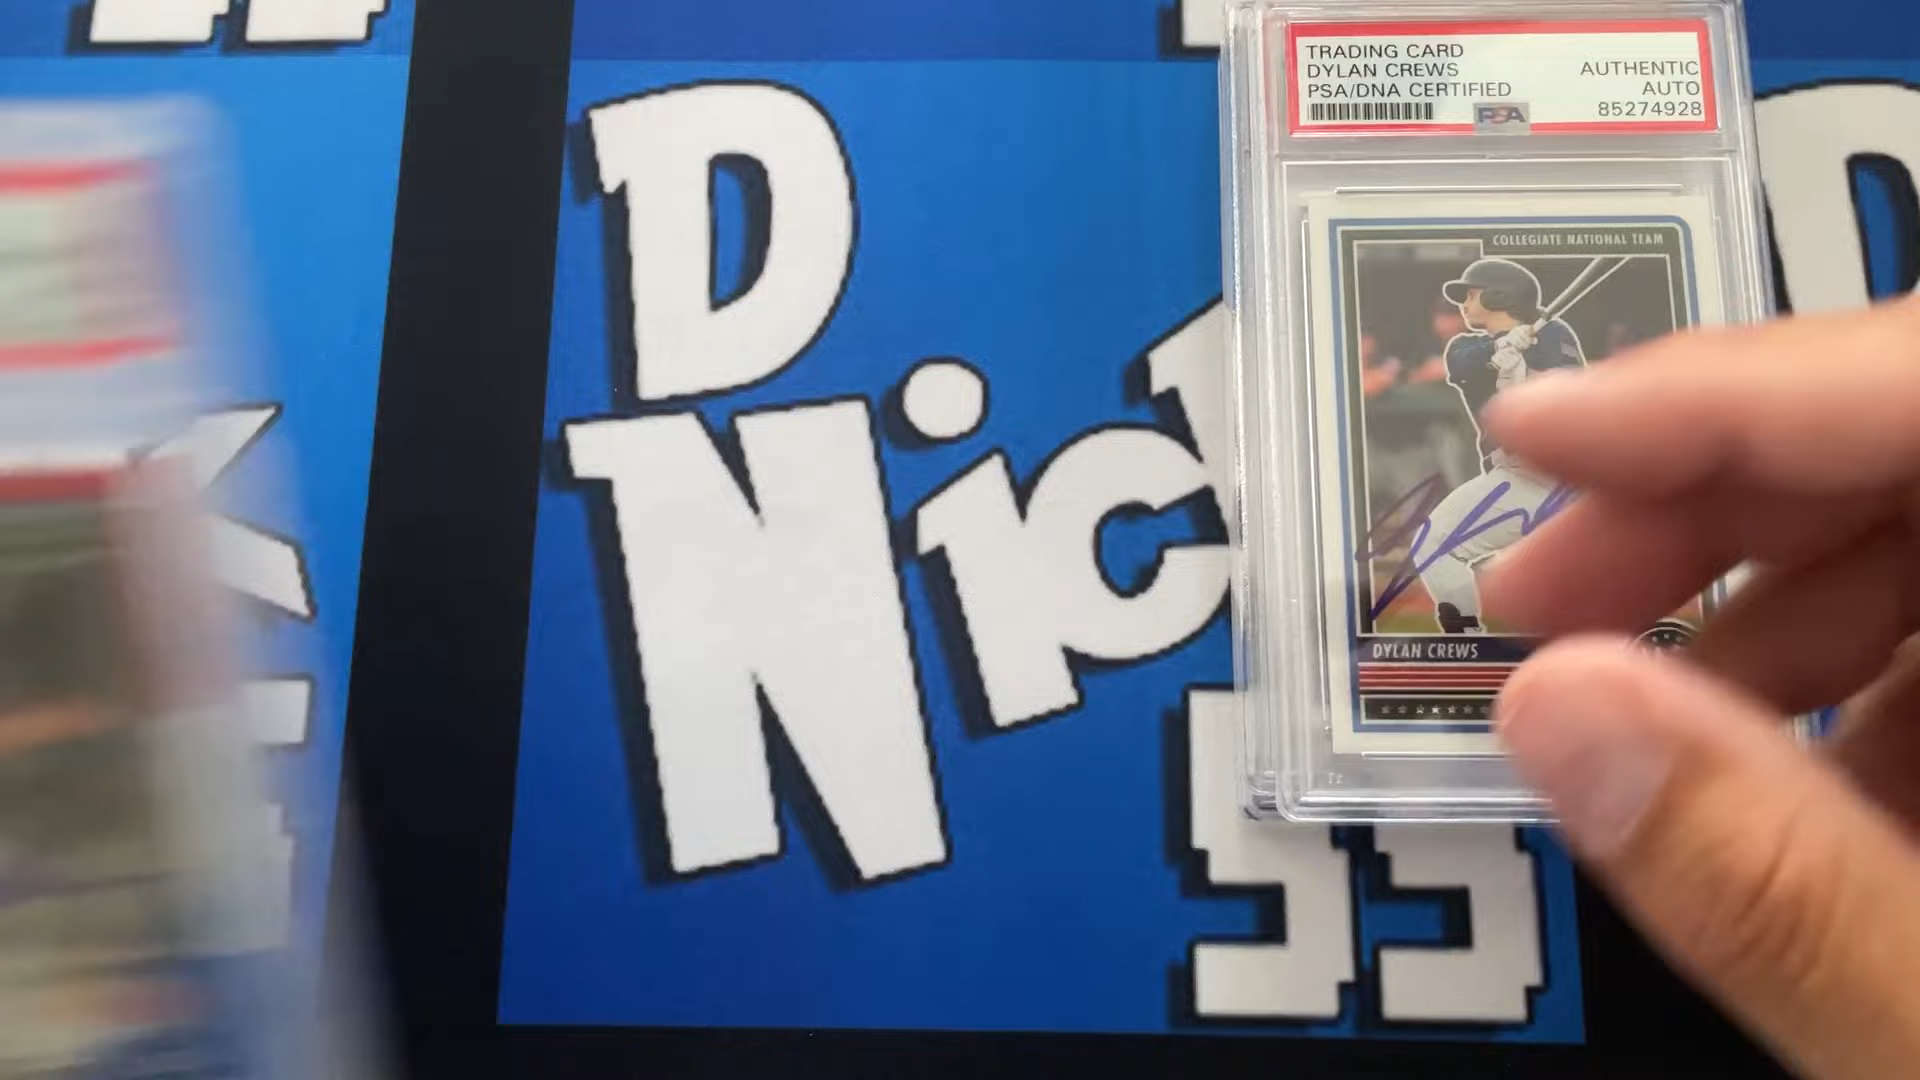 D
Nic
55
TRADING CARD
DYLAN CREWS
PSA/DNA CERTIFIED
AUTHENTIC
AUTO
85274928
PSA
COLLEGIATE NATIONAL TEAM
DYLAN CREWS